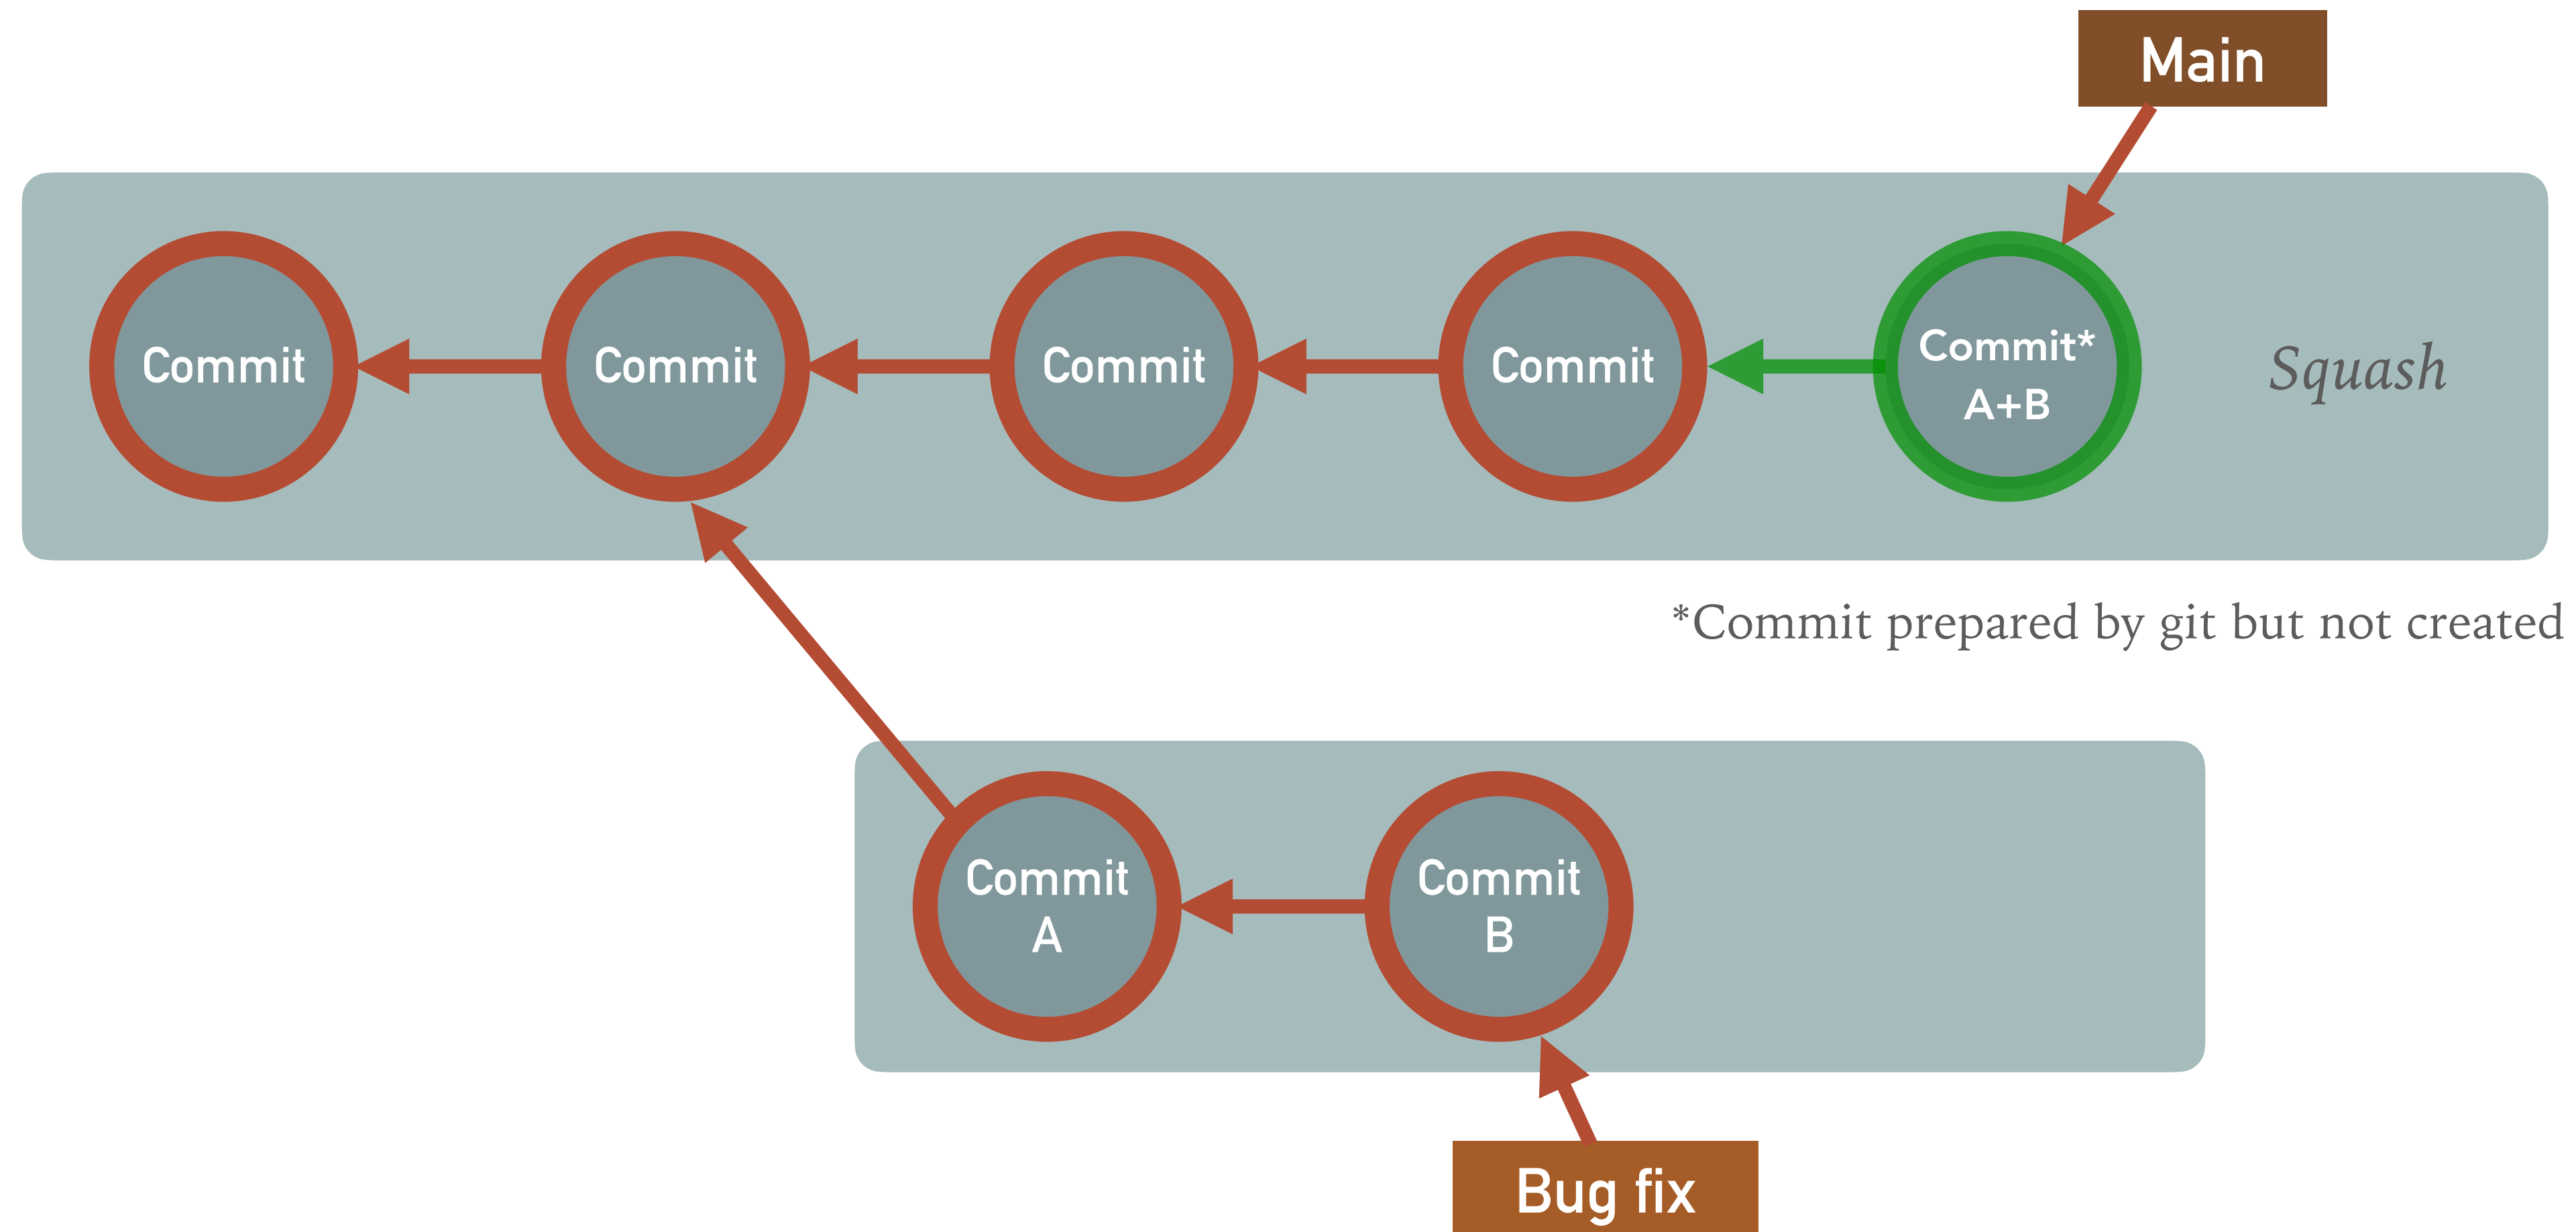 Main
Commit
Commit
Commit
Commit
Commit*
A+B
Squash
*Commit prepared by git but not created
Commit
A
Commit
B
Bug fix